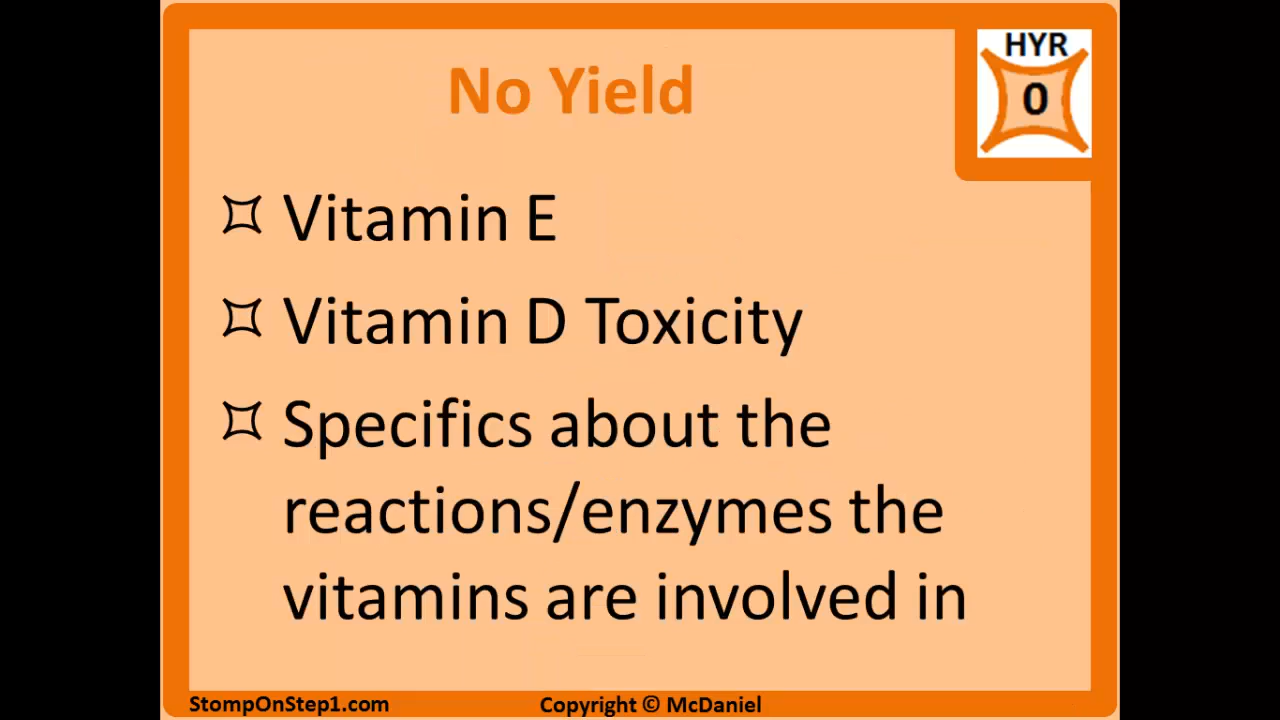 HYR
0
No Yield
Vitamin E
Vitamin D Toxicity
Specifics about the
reactions/enzymes the
vitamins are involved in
StompOnStep1.com
Copyright © McDaniel